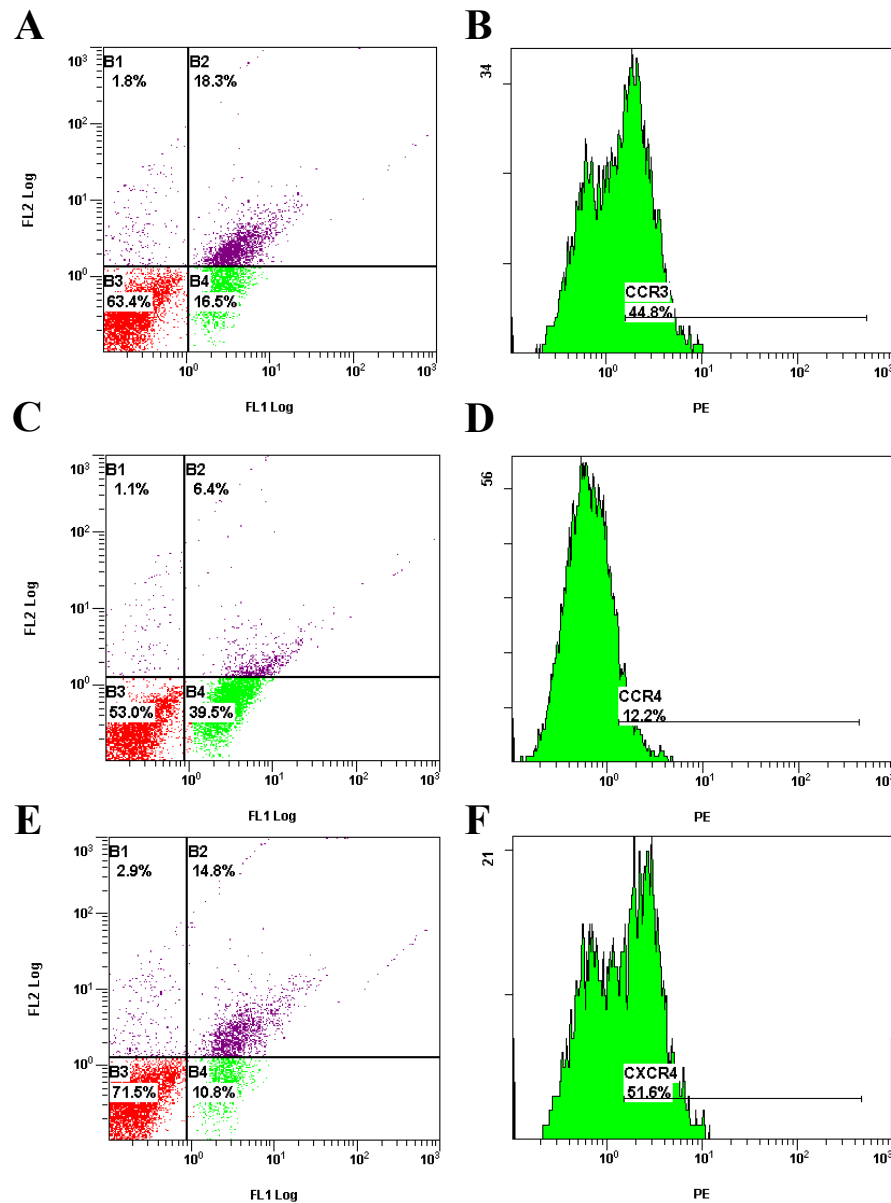 A
B
10³
B1
B2
1.8%
18.3%
10²
FL2 Log
10¹
10⁰
B3
B4
63.4%
16.5%
10⁰
10¹
10²
10³
FL1 Log
34
CCR3
44.8%
10⁰
10¹
10²
10³
PE
C
D
10³
B1
B2
1.1%
6.4%
10²
FL2 Log
10¹
10⁰
B3
B4
53.0%
39.5%
10⁰
10¹
10²
10³
FL1 Log
56
CCR4
12.2%
10⁰
10¹
10²
10³
PE
E
F
10³
B1
B2
2.9%
14.8%
10²
FL2 Log
10¹
10⁰
B3
B4
71.5%
10.8%
10⁰
10¹
10²
10³
FL1 Log
21
CXCR4
51.6%
10⁰
10¹
10²
10³
PE